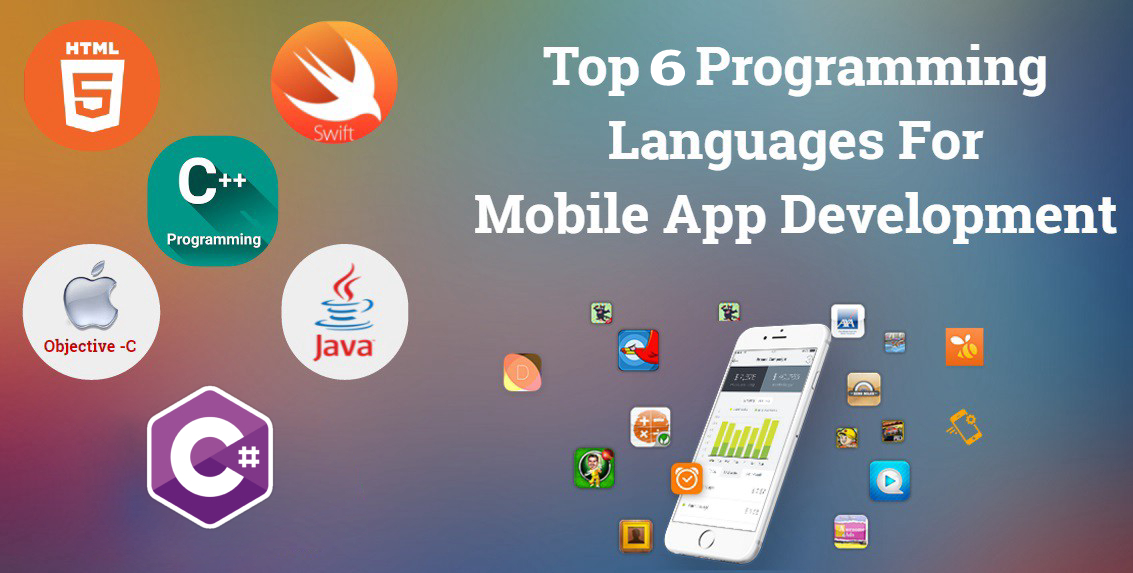 HTML
5
Swift
C++
Programming
Objective -C
Java
C#
Top 6 Programming
Languages For
Mobile App Development
D